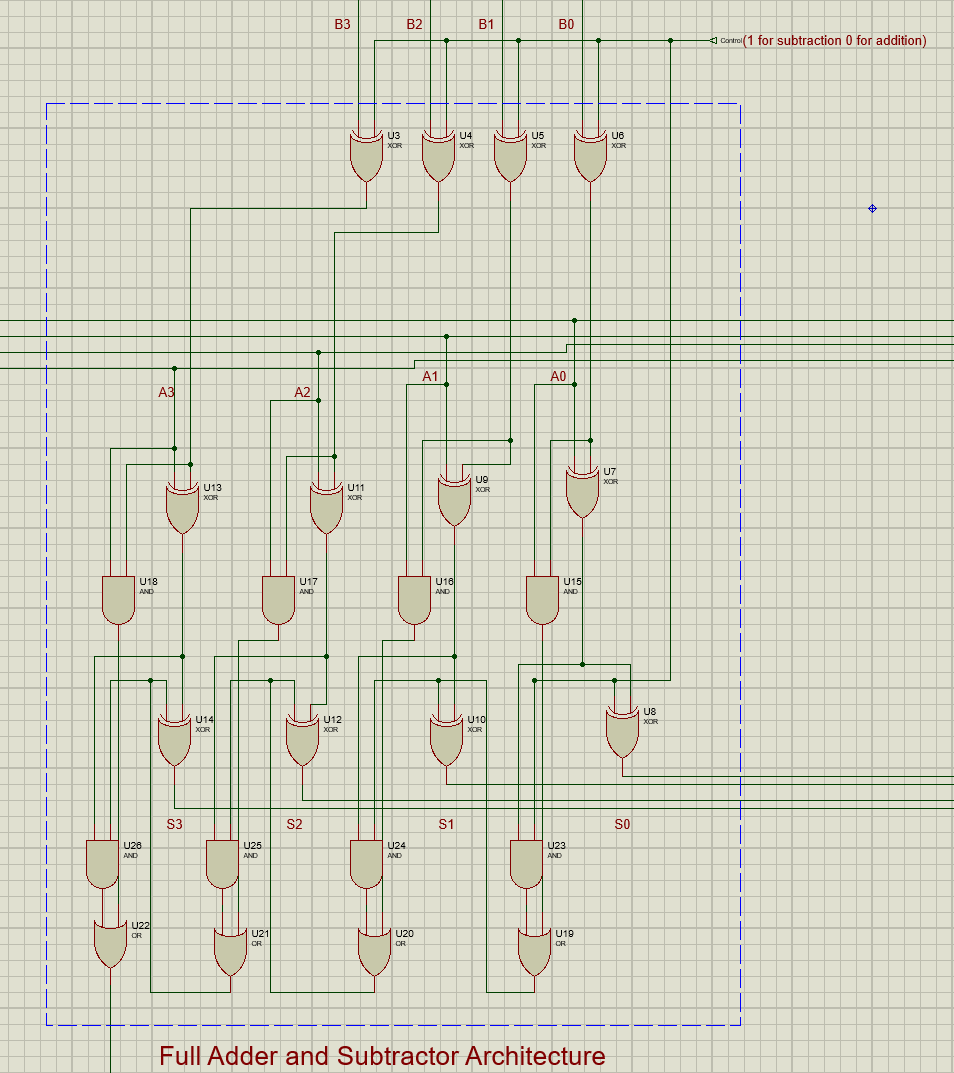 B3 B2 B1 B0
Control (1 for subtraction 0 for addition)
U3 U4 U5 U6
XOR XOR XOR XOR
A3 A2 A1 A0
U13 U11 U9 U7
XOR XOR XOR XOR
U18 U17 U16 U15
AND AND AND AND
U14 U12 U10 U8
XOR XOR XOR XOR
S3 S2 S1 S0
U26 U25 U24 U23
AND AND AND AND
U22 U21 U20 U19
OR OR OR OR
Full Adder and Subtractor Architecture